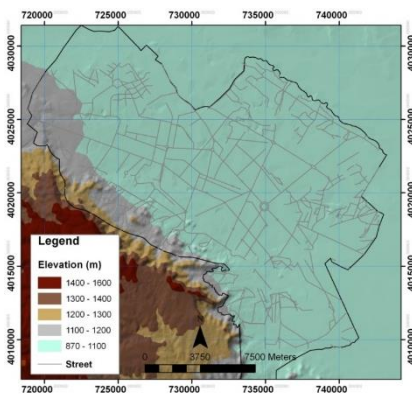 720000 725000 730000 735000 740000
4030000 4030000
4025000 4025000
4020000 4020000
4015000 4015000
4010000 4010000
Legend
Elevation (m)
1400 - 1600
1300 - 1400
1200 - 1300
1100 - 1200
870 - 1100
Street
0 3750 7500 Meters
720000 725000 730000 735000 740000